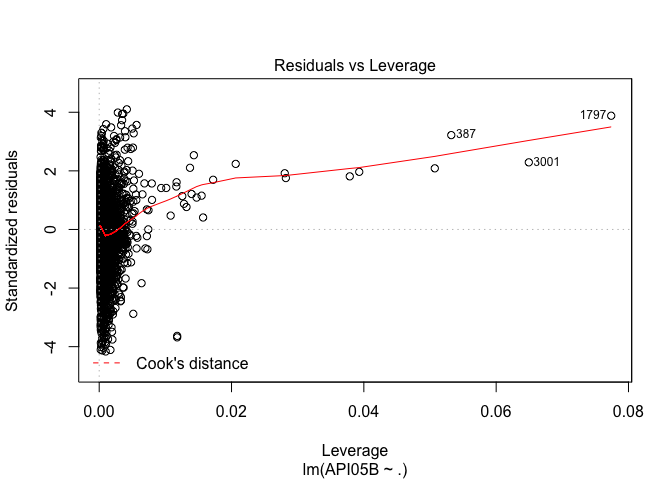 Residuals vs Leverage
Standardized residuals
4
2
0
-2
-4
1797
387
3001
Cook's distance
0.00 0.02 0.04 0.06 0.08
Leverage
lm(API05B ~ .)